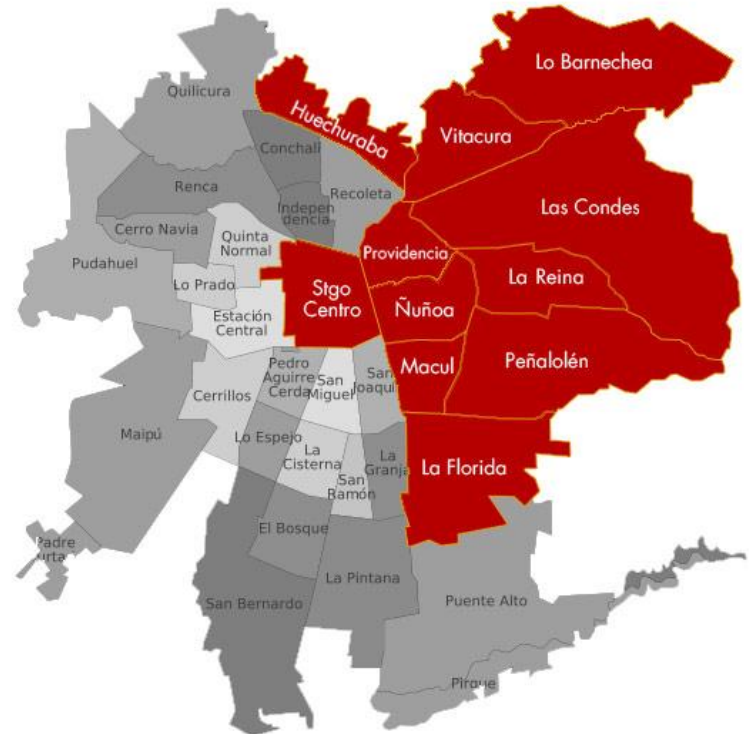 Lo Barnechea
Quilicura
Huechuraba
Vitacura
Conchalí
Renca
Recoleta
Indepen
dencia
Las Condes
Cerro Navia
Quinta
Normal
Providencia
Pudahuel
La Reina
Lo Prado
Stgo
Centro
Ñuñoa
Estación
Central
Pedro
Aguirre
Cerda
San
Miguel
San
Joaquí
Macul
Peñalolén
Cerrillos
Maipú
Lo Espejo
La
Cisterna
La
Granja
La Florida
San
Ramón
El Bosque
Padre
urta
La Pintana
San Bernardo
Puente Alto
Pirque